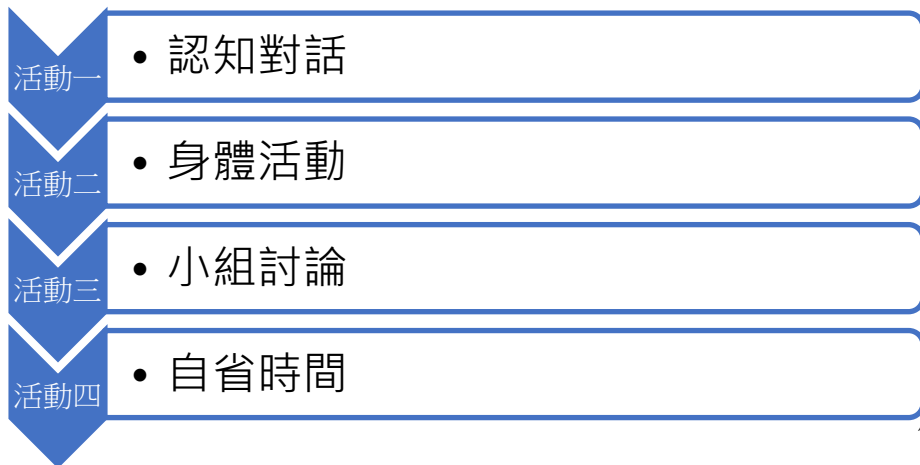 活動一
• 認知對話
活動二
• 身體活動
活動三
• 小組討論
活動四
• 自省時間